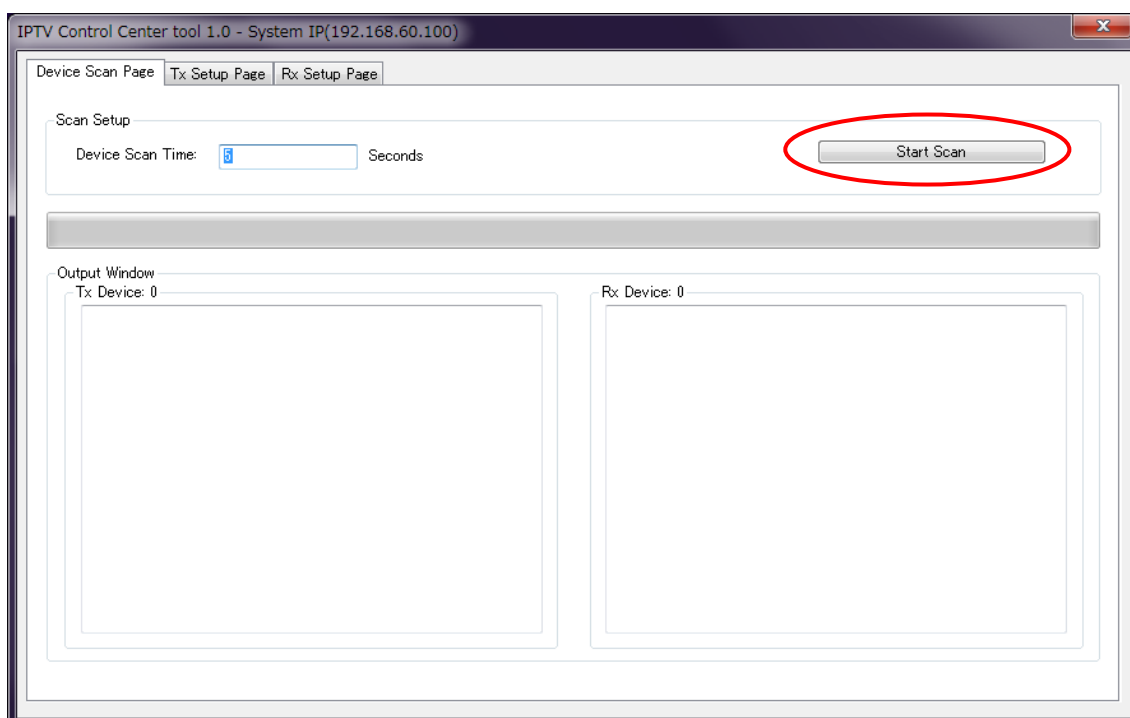 IPTV Control Center tool 1.0 - System IP(192.168.60.100)
Device Scan Page Tx Setup Page Rx Setup Page
Scan Setup
Device Scan Time: 5 Seconds Start Scan
Output Window
Tx Device: 0 Rx Device: 0